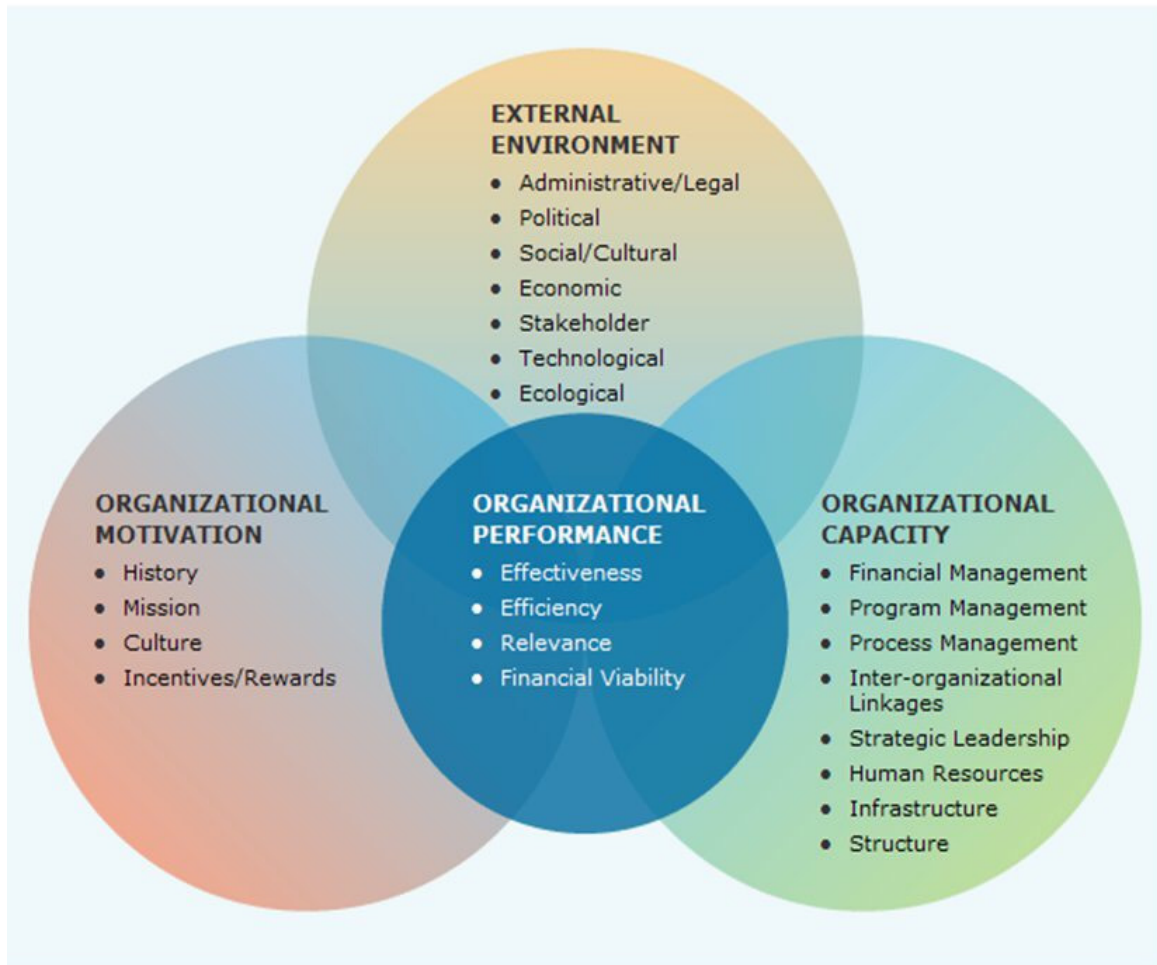 EXTERNAL
ENVIRONMENT
• Administrative/Legal
• Political
• Social/Cultural
• Economic
• Stakeholder
• Technological
• Ecological
ORGANIZATIONAL
MOTIVATION
• History
• Mission
• Culture
• Incentives/Rewards
ORGANIZATIONAL
PERFORMANCE
• Effectiveness
• Efficiency
• Relevance
• Financial Viability
ORGANIZATIONAL
CAPACITY
• Financial Management
• Program Management
• Process Management
• Inter-organizational
Linkages
• Strategic Leadership
• Human Resources
• Infrastructure
• Structure